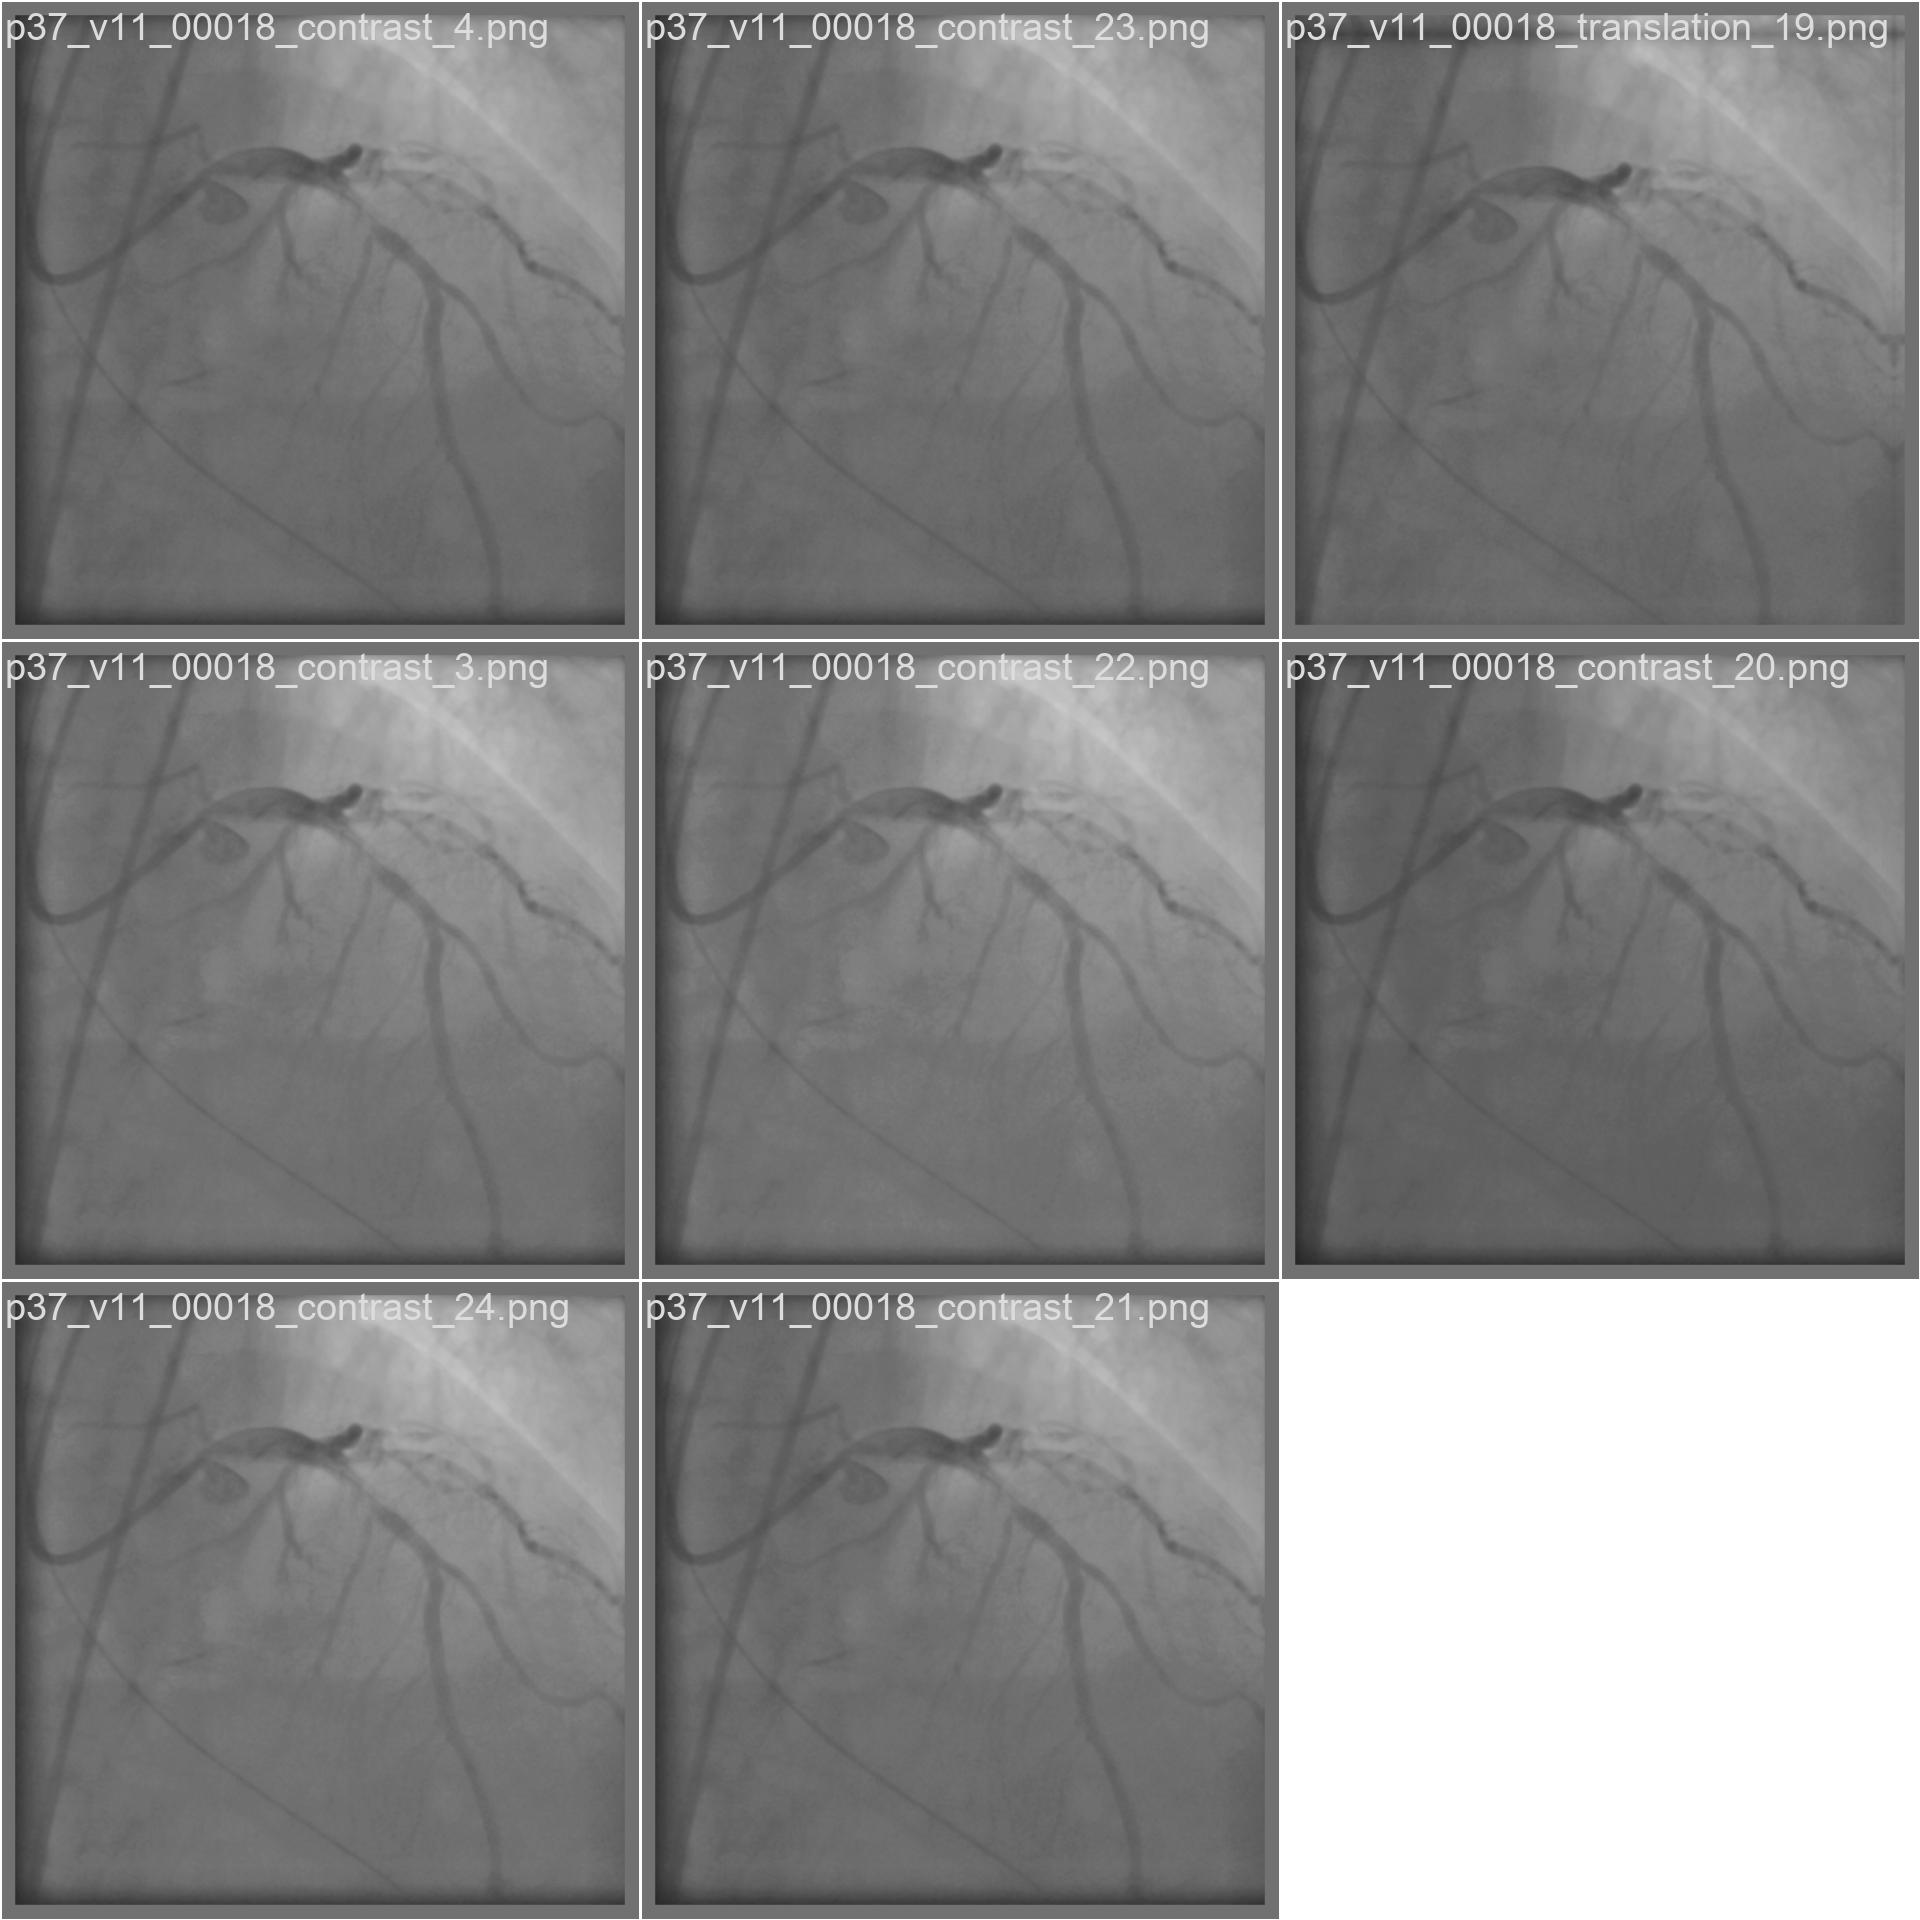 p37_v11_00018_contrast_4.png
p37_v11_00018_contrast_23.png
p37_v11_00018_translation_19.png
p37_v11_00018_contrast_3.png
p37_v11_00018_contrast_22.png
p37_v11_00018_contrast_20.png
p37_v11_00018_contrast_24.png
p37_v11_00018_contrast_21.png